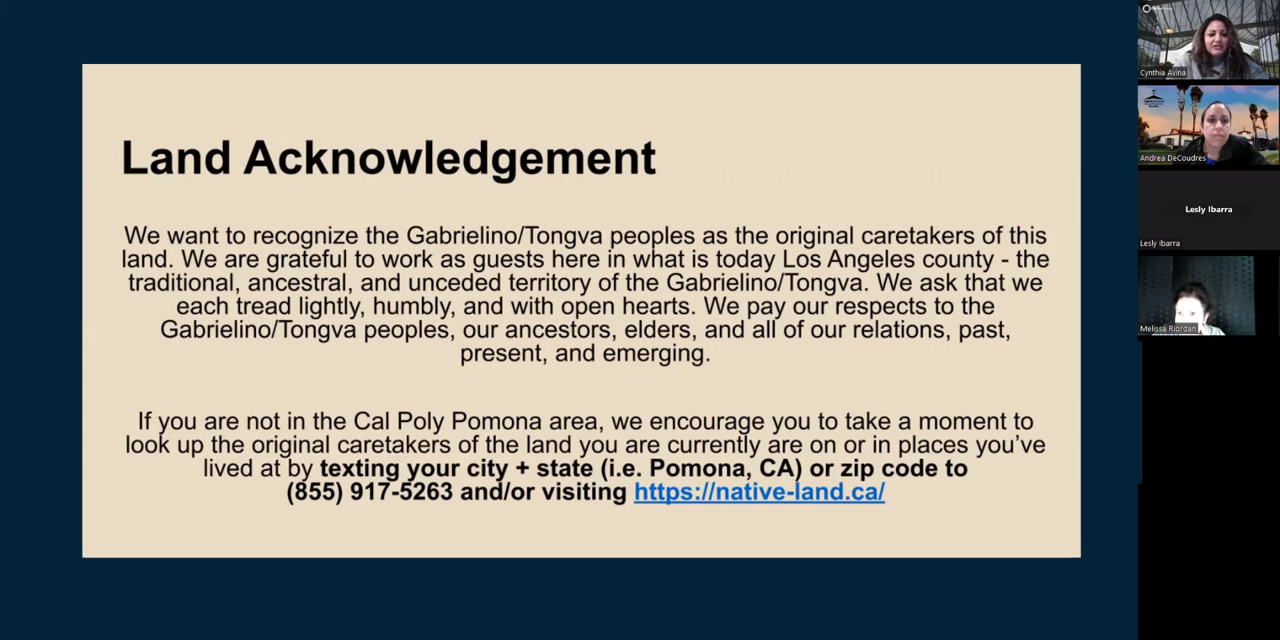 Land Acknowledgement
We want to recognize the Gabrielino/Tongva peoples as the original caretakers of this
land. We are grateful to work as guests here in what is today Los Angeles county - the
traditional, ancestral, and unceded territory of the Gabrielino/Tongva. We ask that we
each tread lightly, humbly, and with open hearts. We pay our respects to the
Gabrielino/Tongva peoples, our ancestors, elders, and all of our relations, past,
present, and emerging.
If you are not in the Cal Poly Pomona area, we encourage you to take a moment to
look up the original caretakers of the land you are currently are on or in places you’ve
lived at by texting your city + state (i.e. Pomona, CA) or zip code to
(855) 917-5263 and/or visiting https://native-land.ca/
Cynthia Avina
Andrea DeCoudres
Lesly Ibarra
Lesly Ibarra
Melissa Riordan